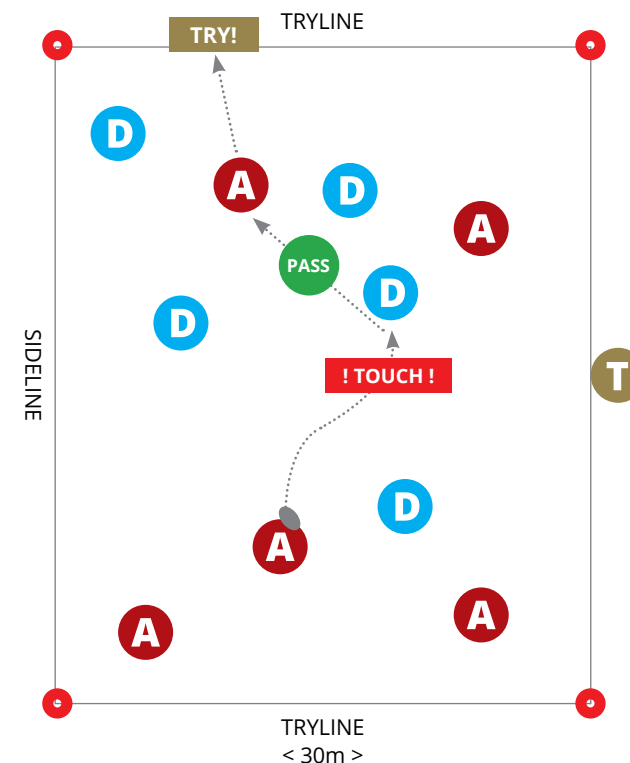 TRYLINE
TRY!
D
A
D
A
PASS
D
D
SIDELINE
! TOUCH !
T
D
A
A
A
TRYLINE
< 30m >